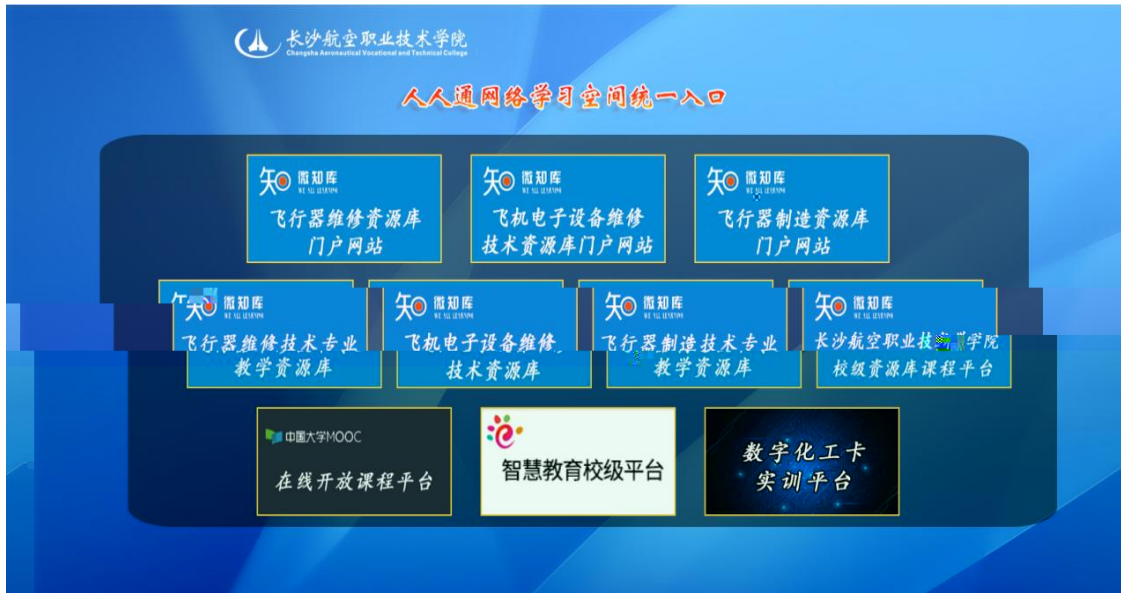 长沙航空职业技术学院
Changsha Aeronautical Vocational and Technical College
人人通网络学习空间统一入口
知 微知库
飞行器维修资源库
门户网站
知 微知库
飞机电子设备维修
技术资源库门户网站
知 微知库
飞行器制造资源库
门户网站
知 微知库
飞行器维修技术专业
教学资源库
知 微知库
飞机电子设备维修
技术资源库
知 微知库
飞行器制造技术专业
教学资源库
知 微知库
长沙航空职业技术学院
校级资源库课程平台
中国大学MOOC
在线开放课程平台
智慧教育校级平台
数字化工卡
实训平台